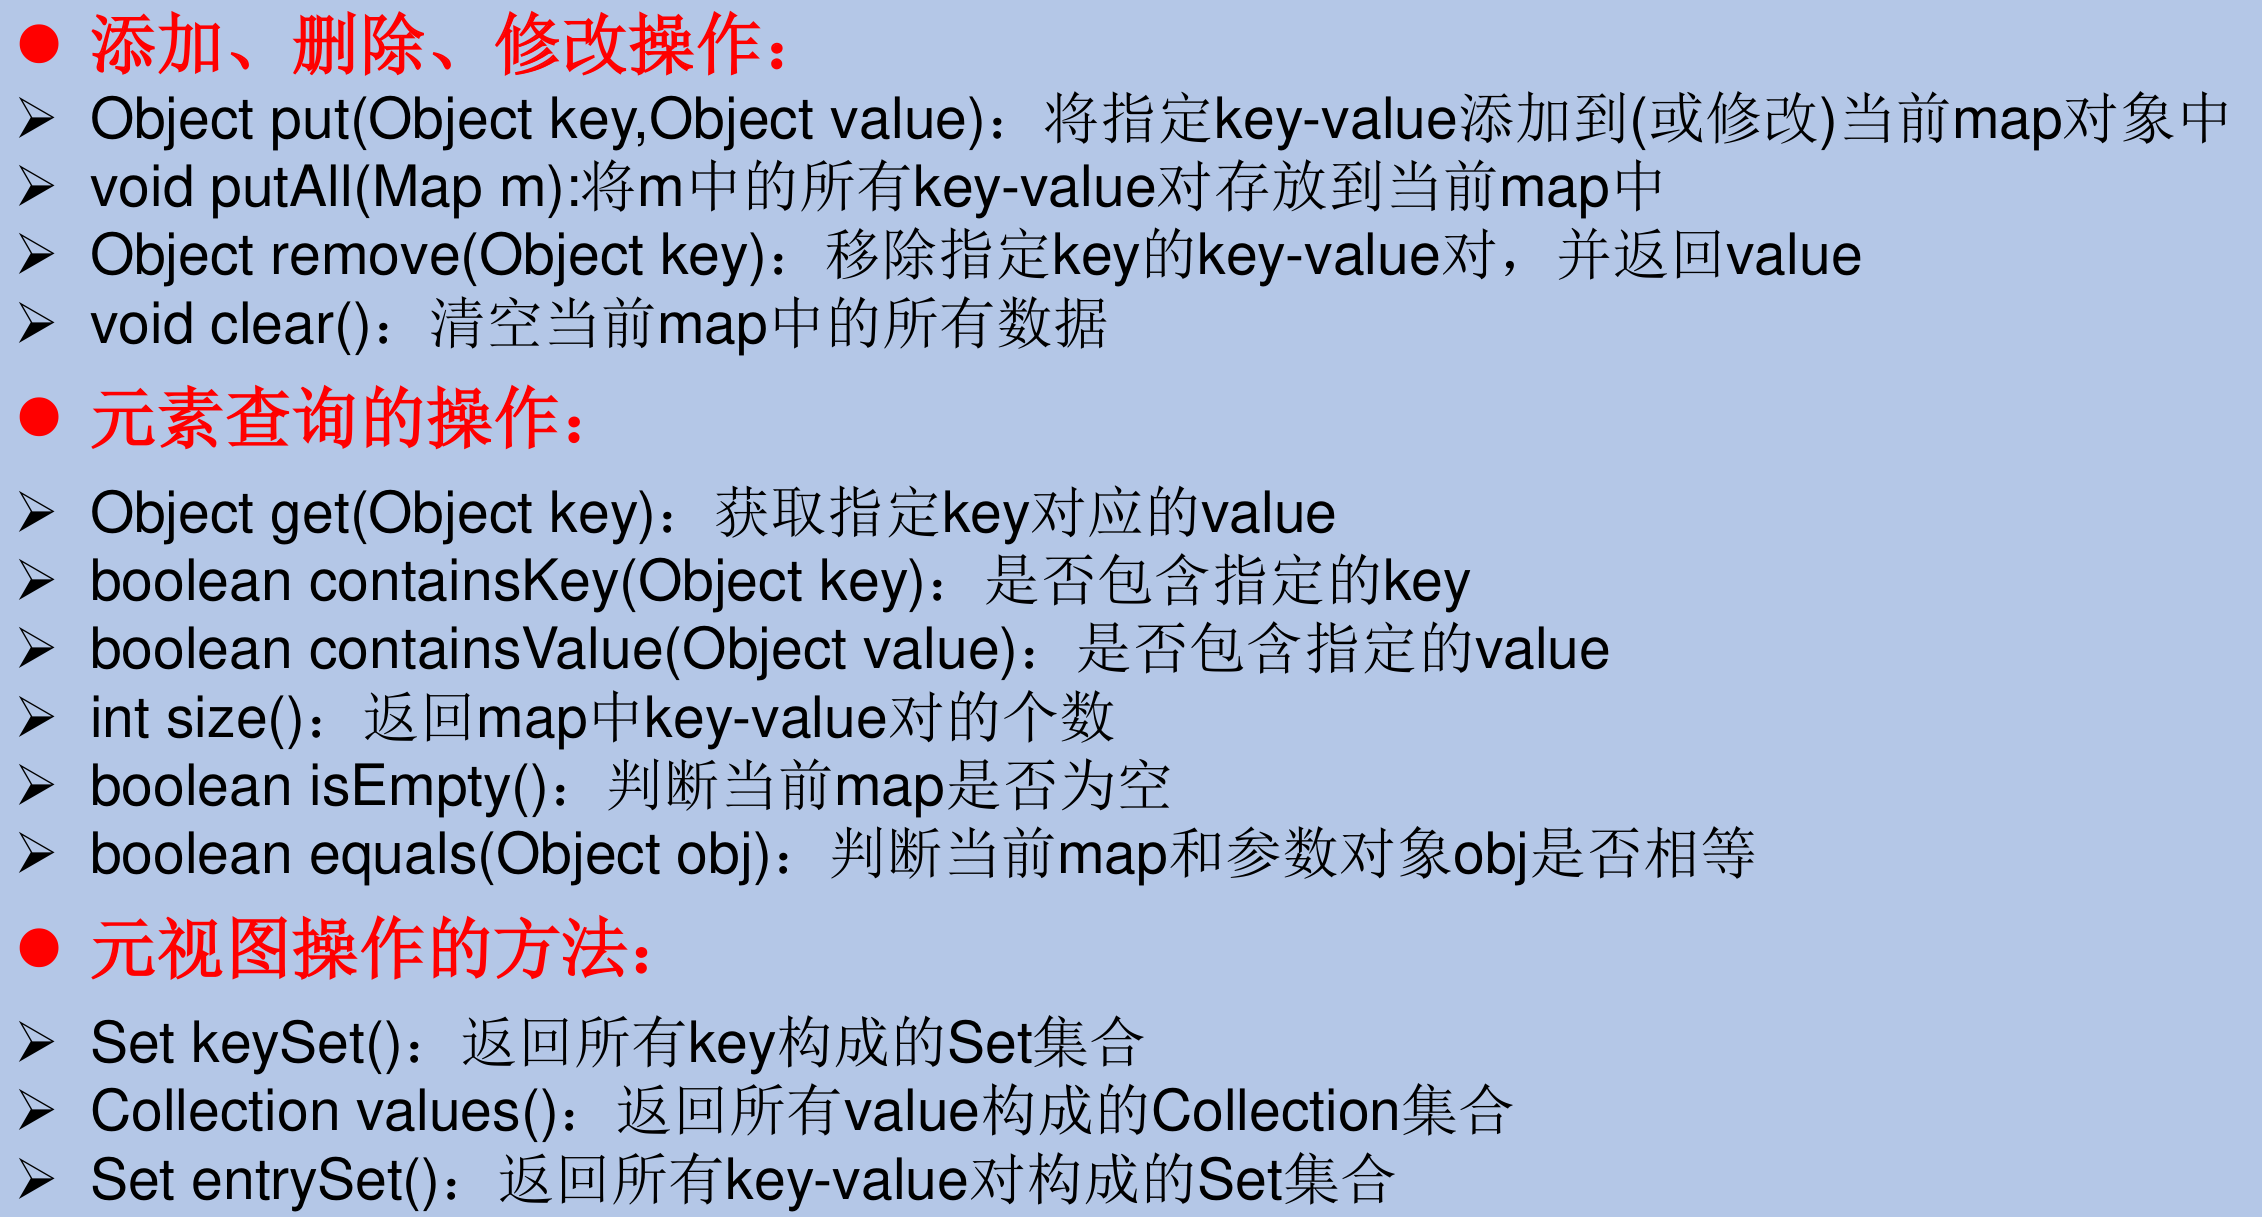 ● 添加、删除、修改操作：
➢ Object put(Object key,Object value)：将指定key-value添加到(或修改)当前map对象中
➢ void putAll(Map m):将m中的所有key-value对存放到当前map中
➢ Object remove(Object key)：移除指定key的key-value对，并返回value
➢ void clear()：清空当前map中的所有数据
● 元素查询的操作：
➢ Object get(Object key)：获取指定key对应的value
➢ boolean containsKey(Object key)：是否包含指定的key
➢ boolean containsValue(Object value)：是否包含指定的value
➢ int size()：返回map中key-value对的个数
➢ boolean isEmpty()：判断当前map是否为空
➢ boolean equals(Object obj)：判断当前map和参数对象obj是否相等
● 元视图操作的方法：
➢ Set keySet()：返回所有key构成的Set集合
➢ Collection values()：返回所有value构成的Collection集合
➢ Set entrySet()：返回所有key-value对构成的Set集合